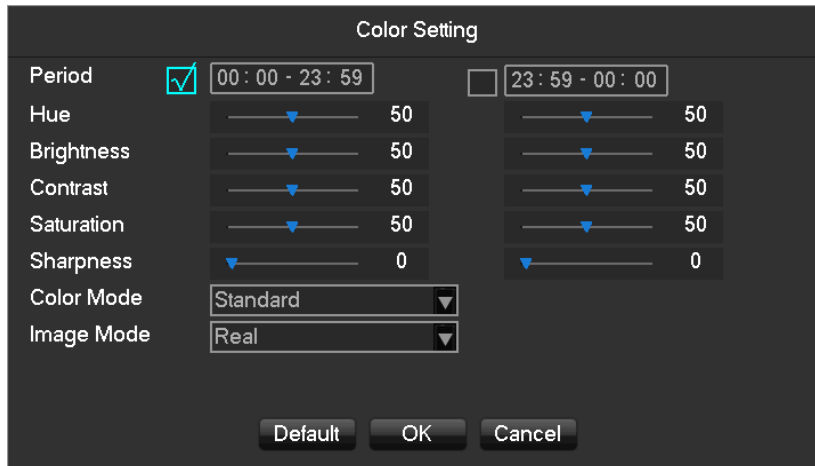 Color Setting
Period 00:00 - 23:59 23:59 - 00:00
Hue 50 50
Brightness 50 50
Contrast 50 50
Saturation 50 50
Sharpness 0 0
Color Mode Standard
Image Mode Real
Default OK Cancel